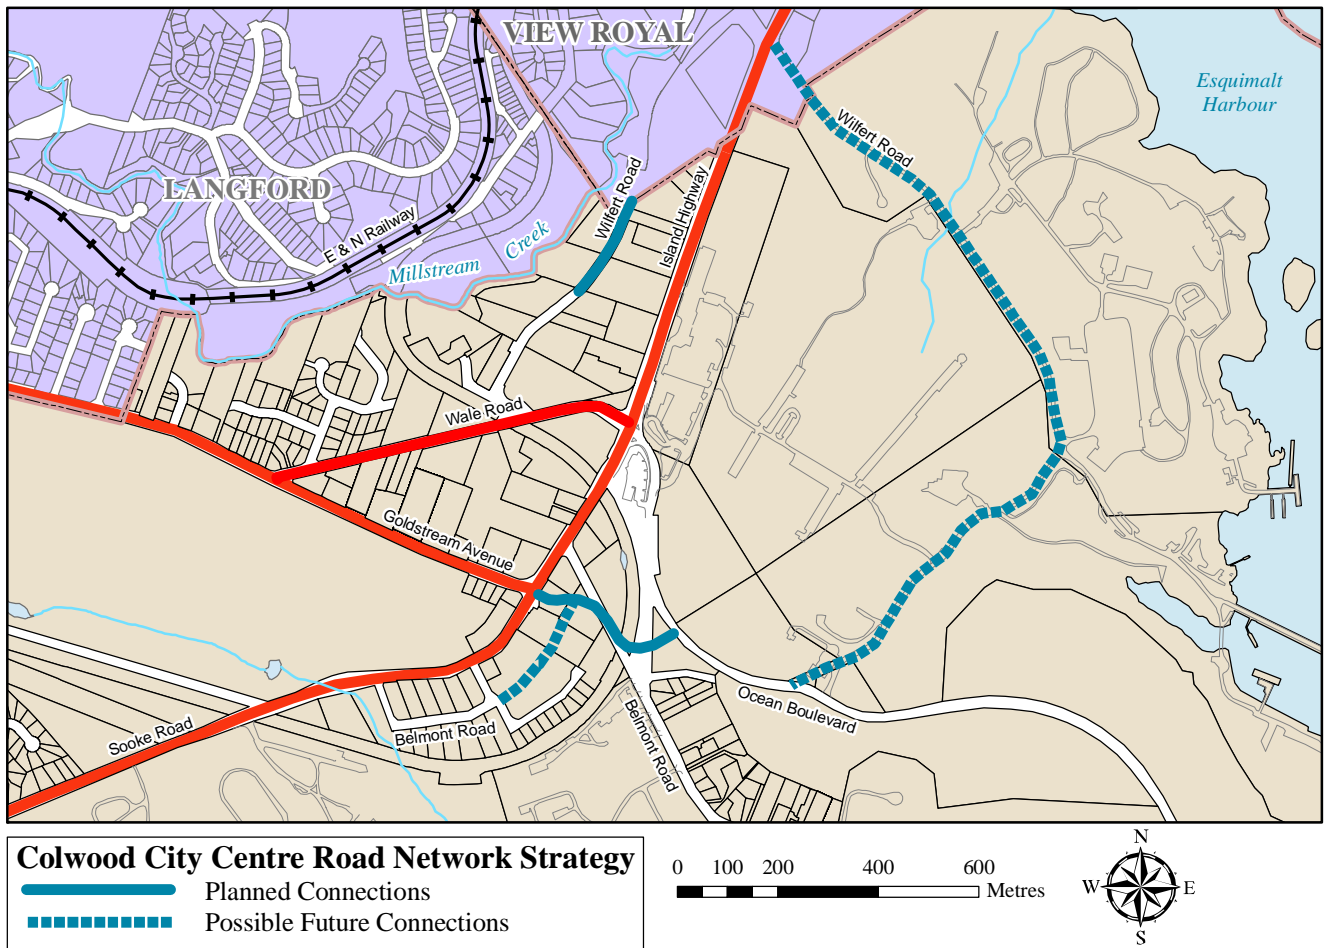 VIEW ROYAL
Esquimalt
Harbour
Wilfert Road
LANGFORD
Wilfert Road
Island Highway
E & N Railway
Millstream Creek
Wale Road
Goldstream Avenue
Ocean Boulevard
Belmont Road
Belmont Road
Sooke Road
Colwood City Centre Road Network Strategy
Planned Connections
Possible Future Connections
0 100 200 400 600
Metres
N
W E
S